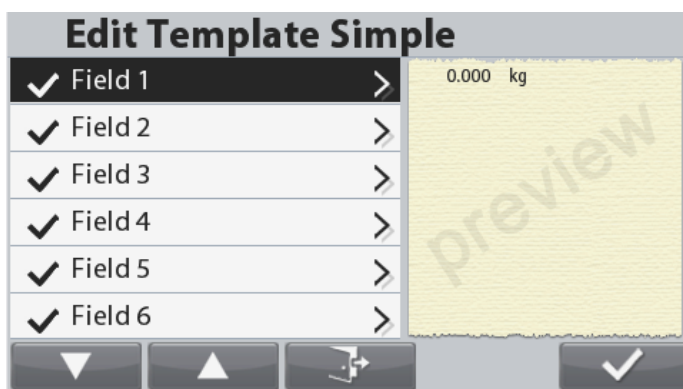 Edit Template Simple
Field 1
Field 2
Field 3
Field 4
Field 5
Field 6
0.000 kg
preview